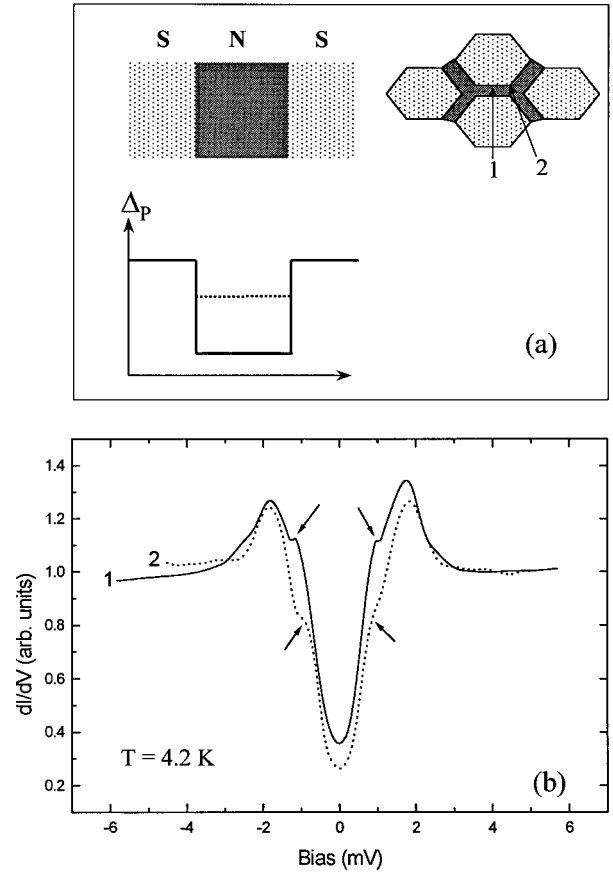 S N S
1 2
Δ_P
(a)
1.4
1.2
1.0
0.8
0.6
0.4
0.2
dI/dV (arb. units)
2
1
T = 4.2 K
(b)
-6 -4 -2 0 2 4 6
Bias (mV)